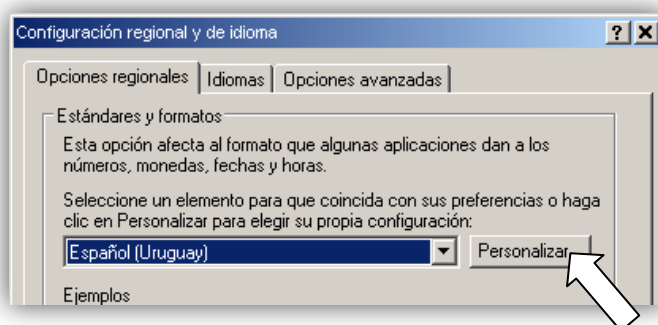 Configuración regional y de idioma
Opciones regionales Idiomas Opciones avanzadas
Estándares y formatos
Esta opción afecta al formato que algunas aplicaciones dan a los
números, monedas, fechas y horas.
Seleccione un elemento para que coincida con sus preferencias o haga
clic en Personalizar para elegir su propia configuración:
Español (Uruguay) Personalizar...
Ejemplos